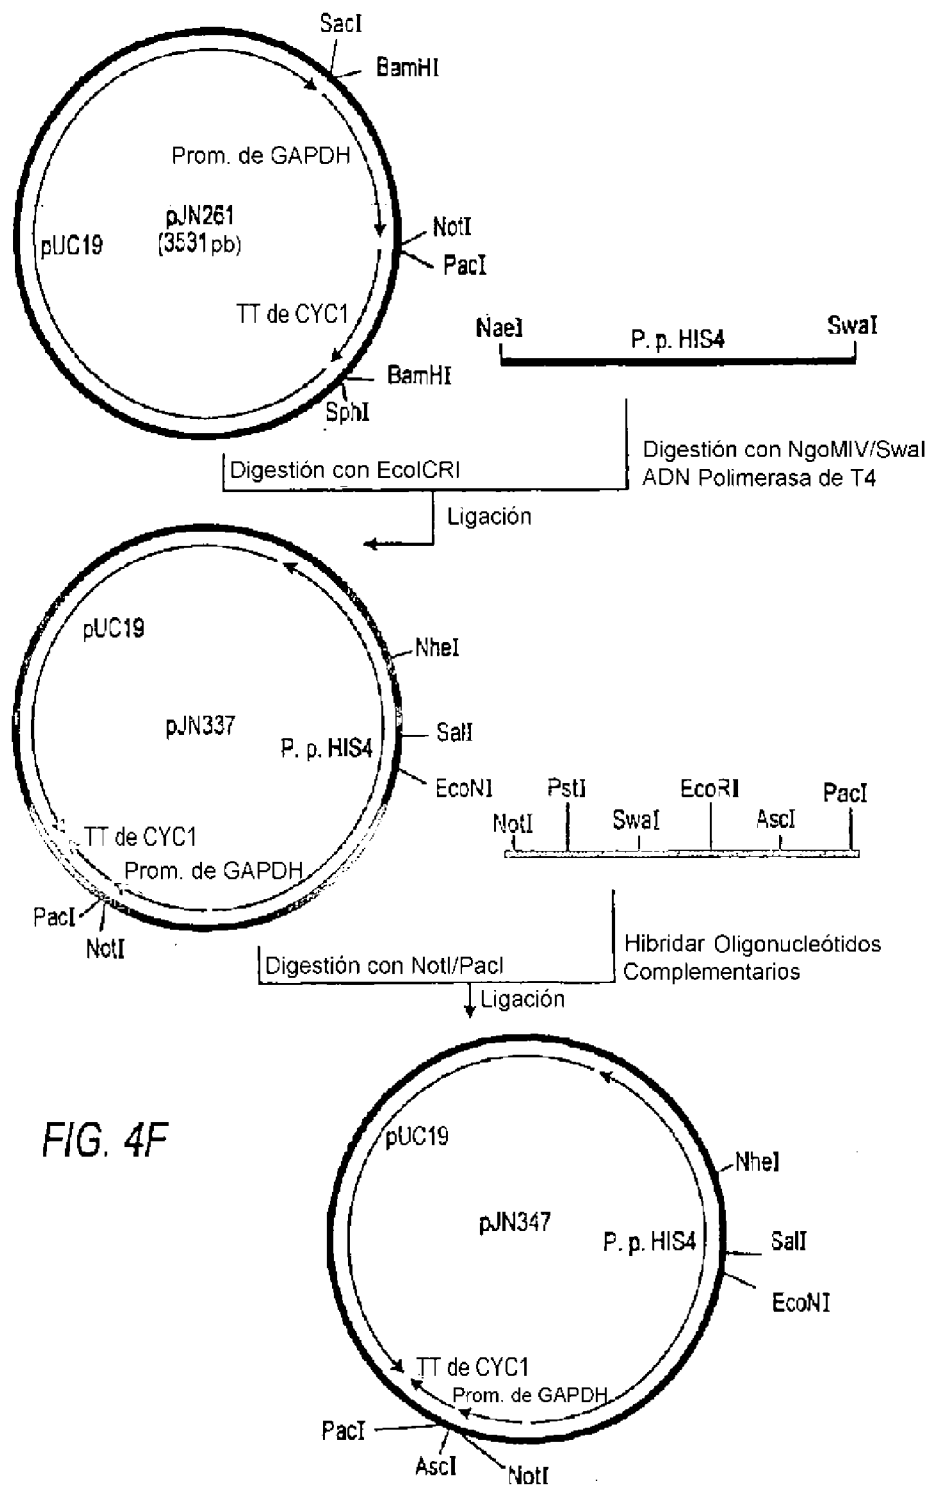 SacI
BamHI
Prom. de GAPDH
pJN261
(3531 pb)
pUC19
NotI
PacI
TT de CYC1
BamHI
SphI
NaeI
P. p. HIS4
SwaI
Digestión con EcoICRI
Digestión con NgoMIV/SwaI
ADN Polimerasa de T4
Ligación
pUC19
NheI
pJN337
P. p. HIS4
SalI
EcoNI
TT de CYC1
Prom. de GAPDH
PacI
NotI
NotI
PstI
SwaI
EcoRI
AscI
PacI
Digestión con NotI/PacI
Hibridar Oligonucleótidos
Complementarios
Ligación
FIG. 4F
pUC19
NheI
pJN347
P. p. HIS4
SalI
EcoNI
TT de CYC1
Prom. de GAPDH
PacI
AscI
NotI